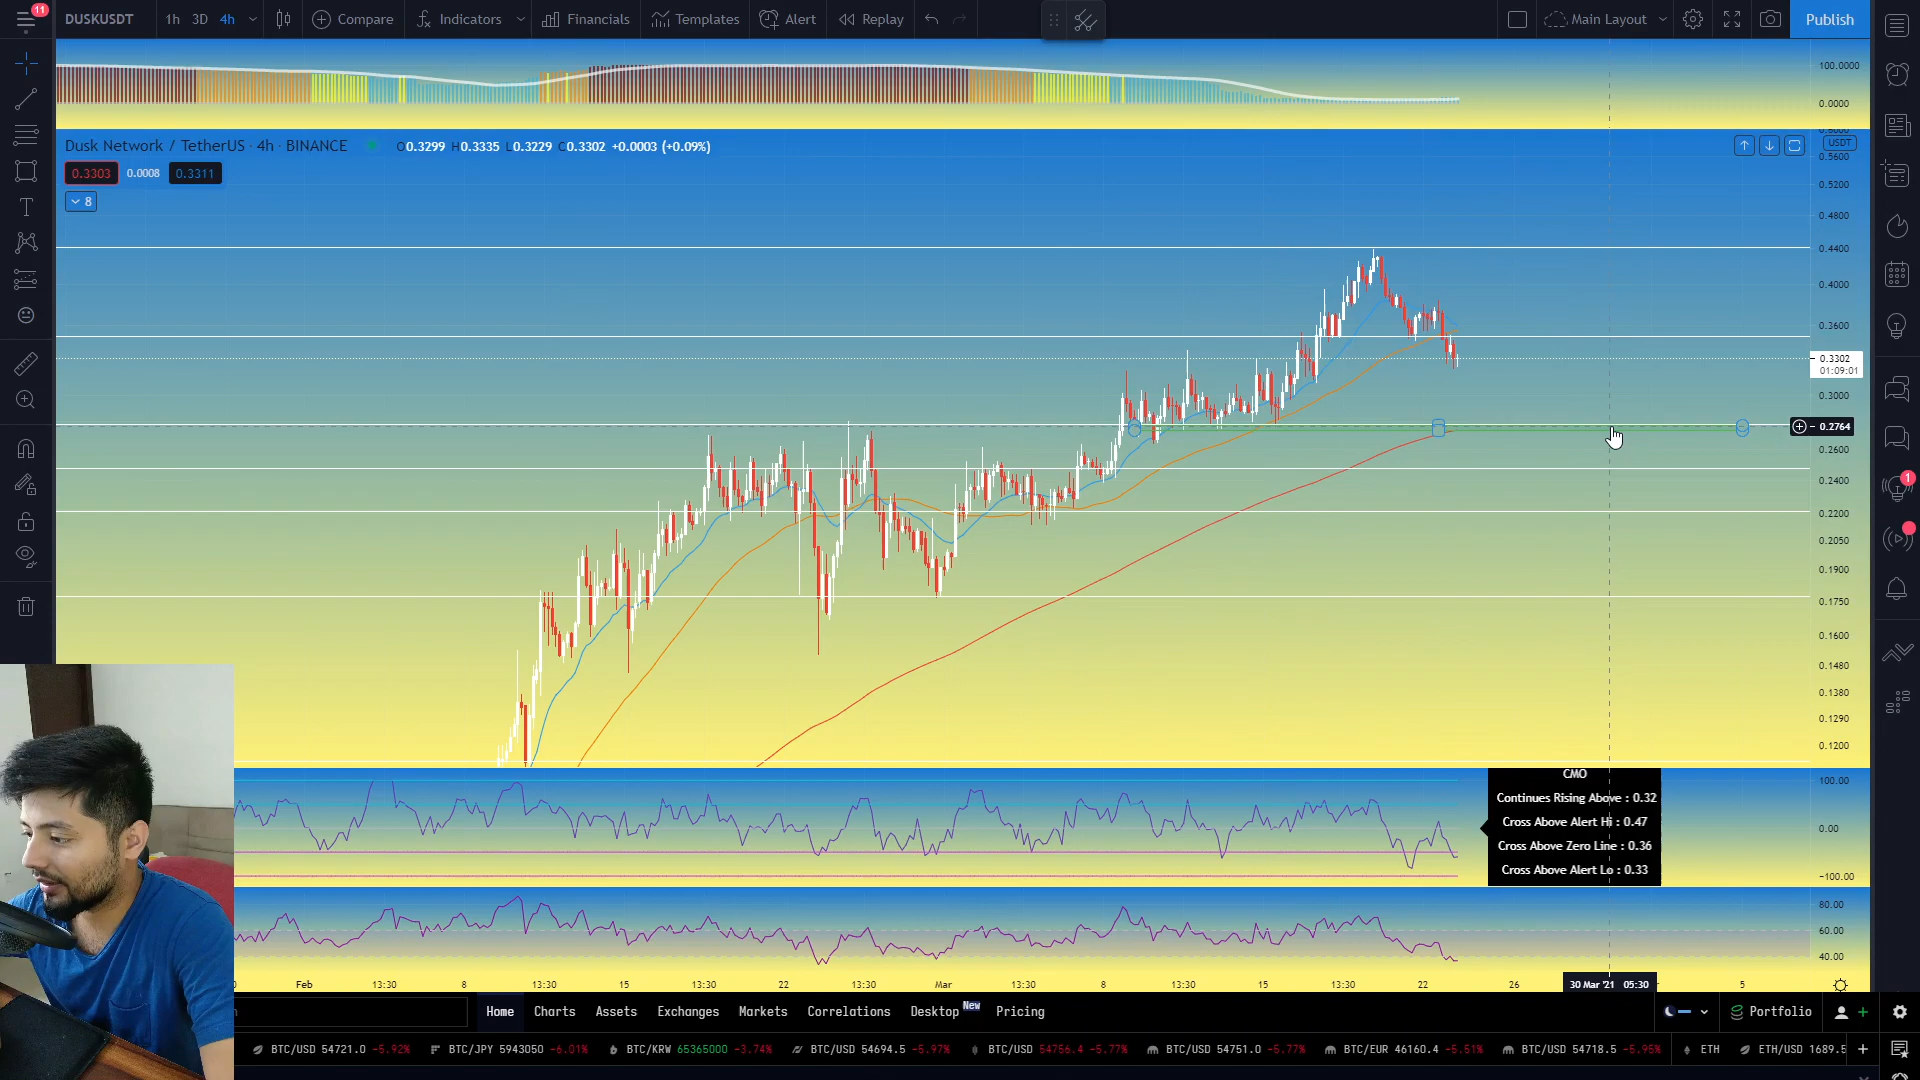 11
DUSKUSDT 1h 3D 4h Compare Indicators Financials Templates Alert Replay Main Layout Publish
100.0000
0.0000
Dusk Network / TetherUS · 4h · BINANCE O0.3299 H0.3335 L0.3229 C0.3302 +0.0003 (+0.09%)
USDT
0.3303 0.0008 0.3311
8
0.5600
0.5200
0.4800
0.4400
0.4000
0.3600
0.3302
01:09:01
0.3000
0.2764
0.2600
0.2400
0.2200
0.2050
0.1900
0.1750
0.1600
0.1480
0.1380
0.1290
0.1200
1
CMO
Continues Rising Above : 0.32
Cross Above Alert Hi : 0.47
Cross Above Zero Line : 0.36
Cross Above Alert Lo : 0.33
100.00
0.00
−100.00
80.00
60.00
40.00
Feb 13:30 8 13:30 15 13:30 22 13:30 Mar 13:30 8 13:30 15 13:30 22 26 30 Mar '21 05:30 5
Home Charts Assets Exchanges Markets Correlations Desktop New Pricing Portfolio
BTC/USD 54721.0 -5.92% BTC/JPY 5943050 -6.01% BTC/KRW 65365000 -3.74% BTC/USD 54694.5 -5.97% BTC/USD 54756.4 -5.77% BTC/USD 54751.0 -5.77% BTC/EUR 46160.4 -5.51% BTC/USD 54718.5 -5.95% ETH ETH/USD 1689.5